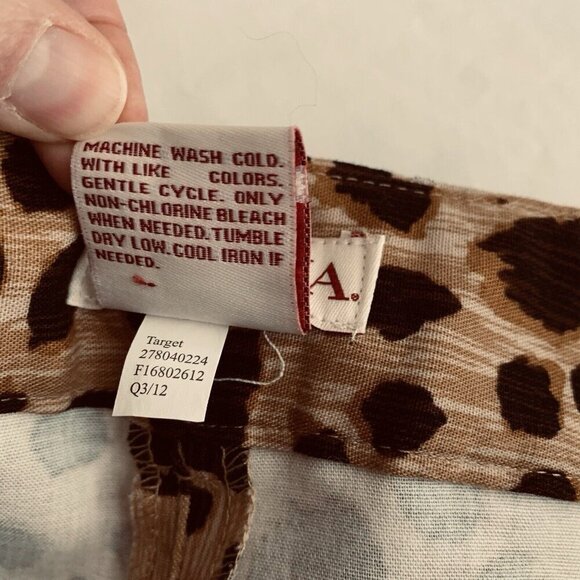 MACHINE WASH COLD.
WITH LIKE COLORS.
GENTLE CYCLE. ONLY
NON-CHLORINE BLEACH
WHEN NEEDED. TUMBLE
DRY LOW. COOL IRON IF
NEEDED.
A.
Target
278040224
F16802612
Q3/12